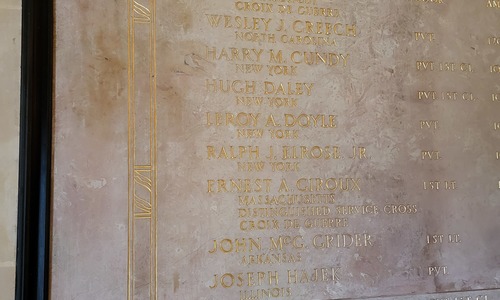 CROIX DE GUERRE
WESLEY J. CREECH PVT
NORTH CAROLINA
HARRY M. CUNDY PVT 1ST CL
NEW YORK
HUGH DALEY PVT 1ST CL
NEW YORK
LEROY A. DOYLE PVT
NEW YORK
RALPH J. ELBOSE, JR. PVT
NEW YORK
ERNEST A. GIROUX 1ST LT
MASSACHUSETTS
DISTINGUISHED SERVICE CROSS
CROIX DE GUERRE
JOHN MCG. GRIDER 1ST LT
ARKANSAS
JOSEPH HAJEK PVT
ILLINOIS